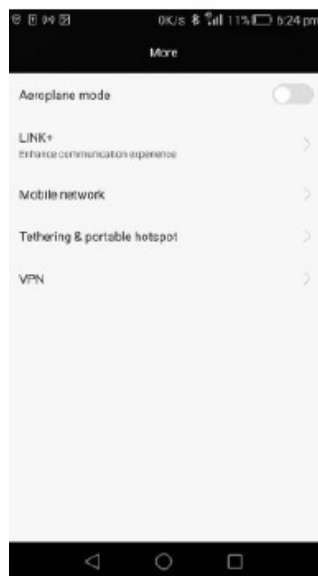 0K/s 11% 6:24 pm
More
Aeroplane mode
LINK+
Enhance communication experience
Mobile network
Tethering & portable hotspot
VPN